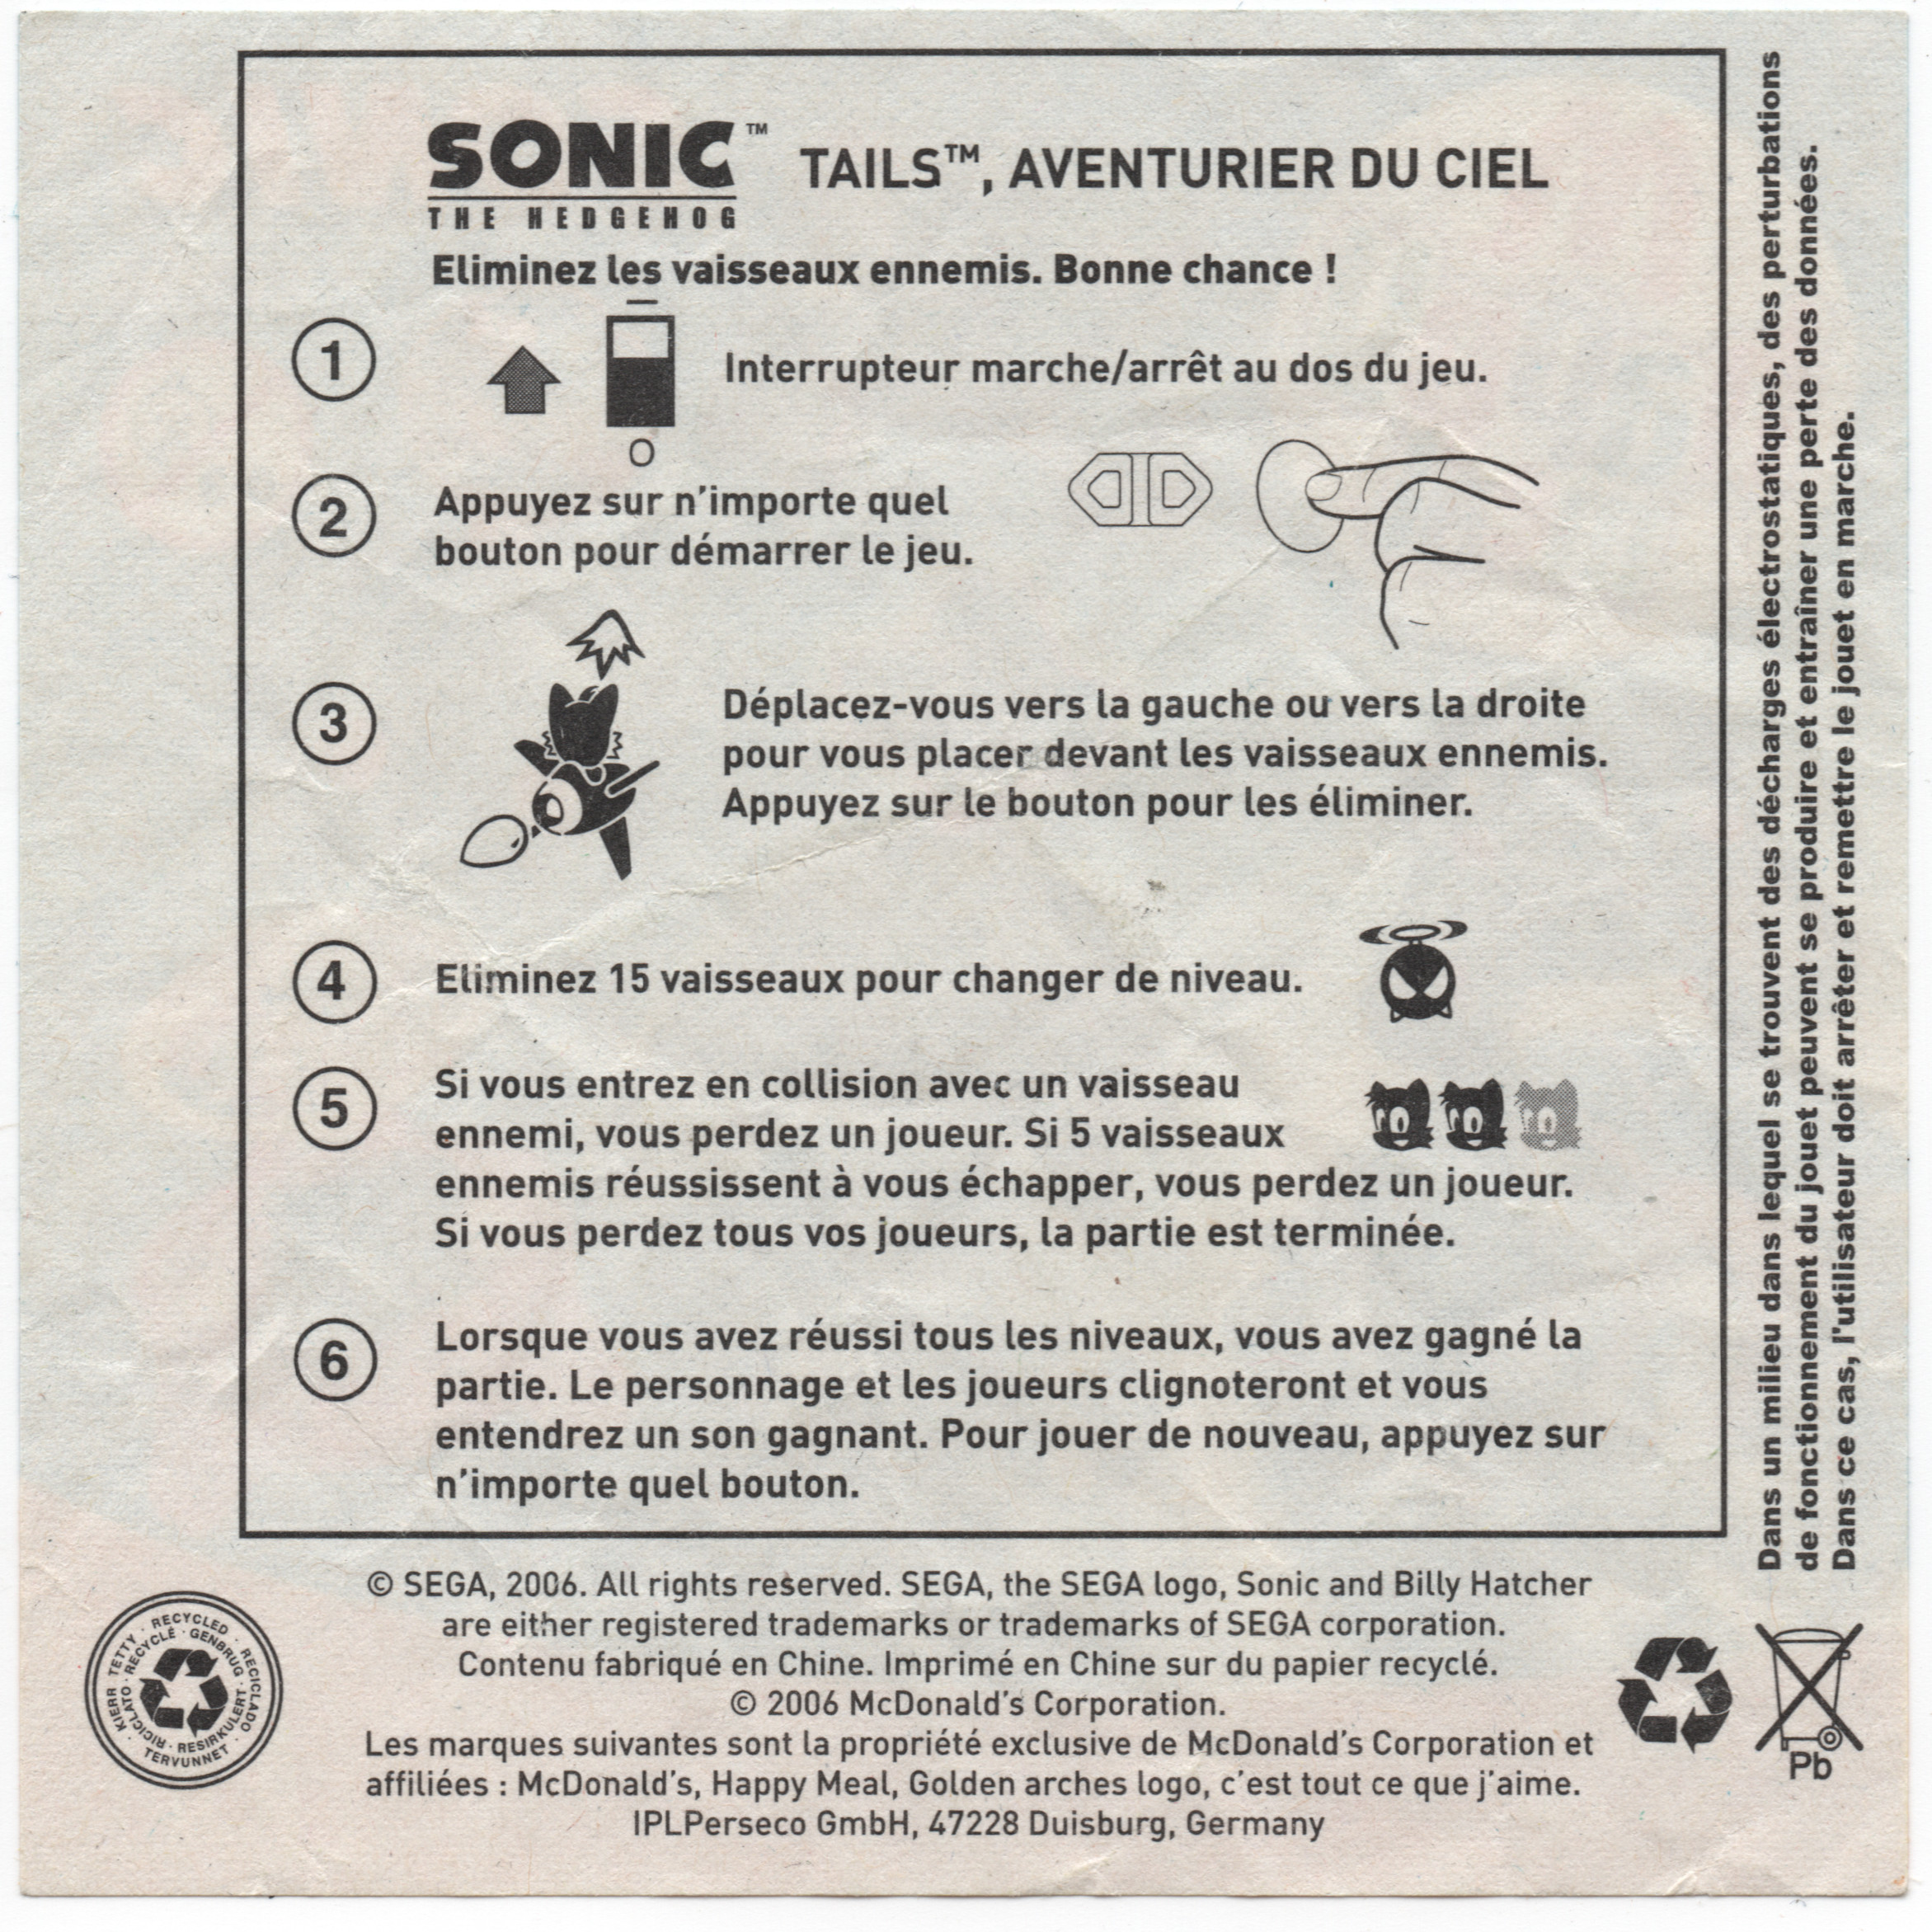 SONIC™
THE HEDGEHOG
TAILS™, AVENTURIER DU CIEL
Eliminez les vaisseaux ennemis. Bonne chance !
1
Interrupteur marche/arrêt au dos du jeu.
O
2
Appuyez sur n'importe quel
bouton pour démarrer le jeu.
3
Déplacez-vous vers la gauche ou vers la droite
pour vous placer devant les vaisseaux ennemis.
Appuyez sur le bouton pour les éliminer.
4
Eliminez 15 vaisseaux pour changer de niveau.
5
Si vous entrez en collision avec un vaisseau
ennemi, vous perdez un joueur. Si 5 vaisseaux
ennemis réussissent à vous échapper, vous perdez un joueur.
Si vous perdez tous vos joueurs, la partie est terminée.
6
Lorsque vous avez réussi tous les niveaux, vous avez gagné la
partie. Le personnage et les joueurs clignoteront et vous
entendrez un son gagnant. Pour jouer de nouveau, appuyez sur
n'importe quel bouton.
Dans un milieu dans lequel se trouvent des décharges électrostatiques, des perturbations
de fonctionnement du jouet peuvent se produire et entraîner une perte des données.
Dans ce cas, l'utilisateur doit arrêter et remettre le jouet en marche.
© SEGA, 2006. All rights reserved. SEGA, the SEGA logo, Sonic and Billy Hatcher
are either registered trademarks or trademarks of SEGA corporation.
Contenu fabriqué en Chine. Imprimé en Chine sur du papier recyclé.
© 2006 McDonald's Corporation.
Les marques suivantes sont la propriété exclusive de McDonald's Corporation et
affiliées : McDonald's, Happy Meal, Golden arches logo, c'est tout ce que j'aime.
IPLPerseco GmbH, 47228 Duisburg, Germany
KIERRTETTY · RECYCLED · RECICLADO
TERVUNNET
RICICLATO · RECYCLÉ · GENBRUG · RESIRKULERT
Pb